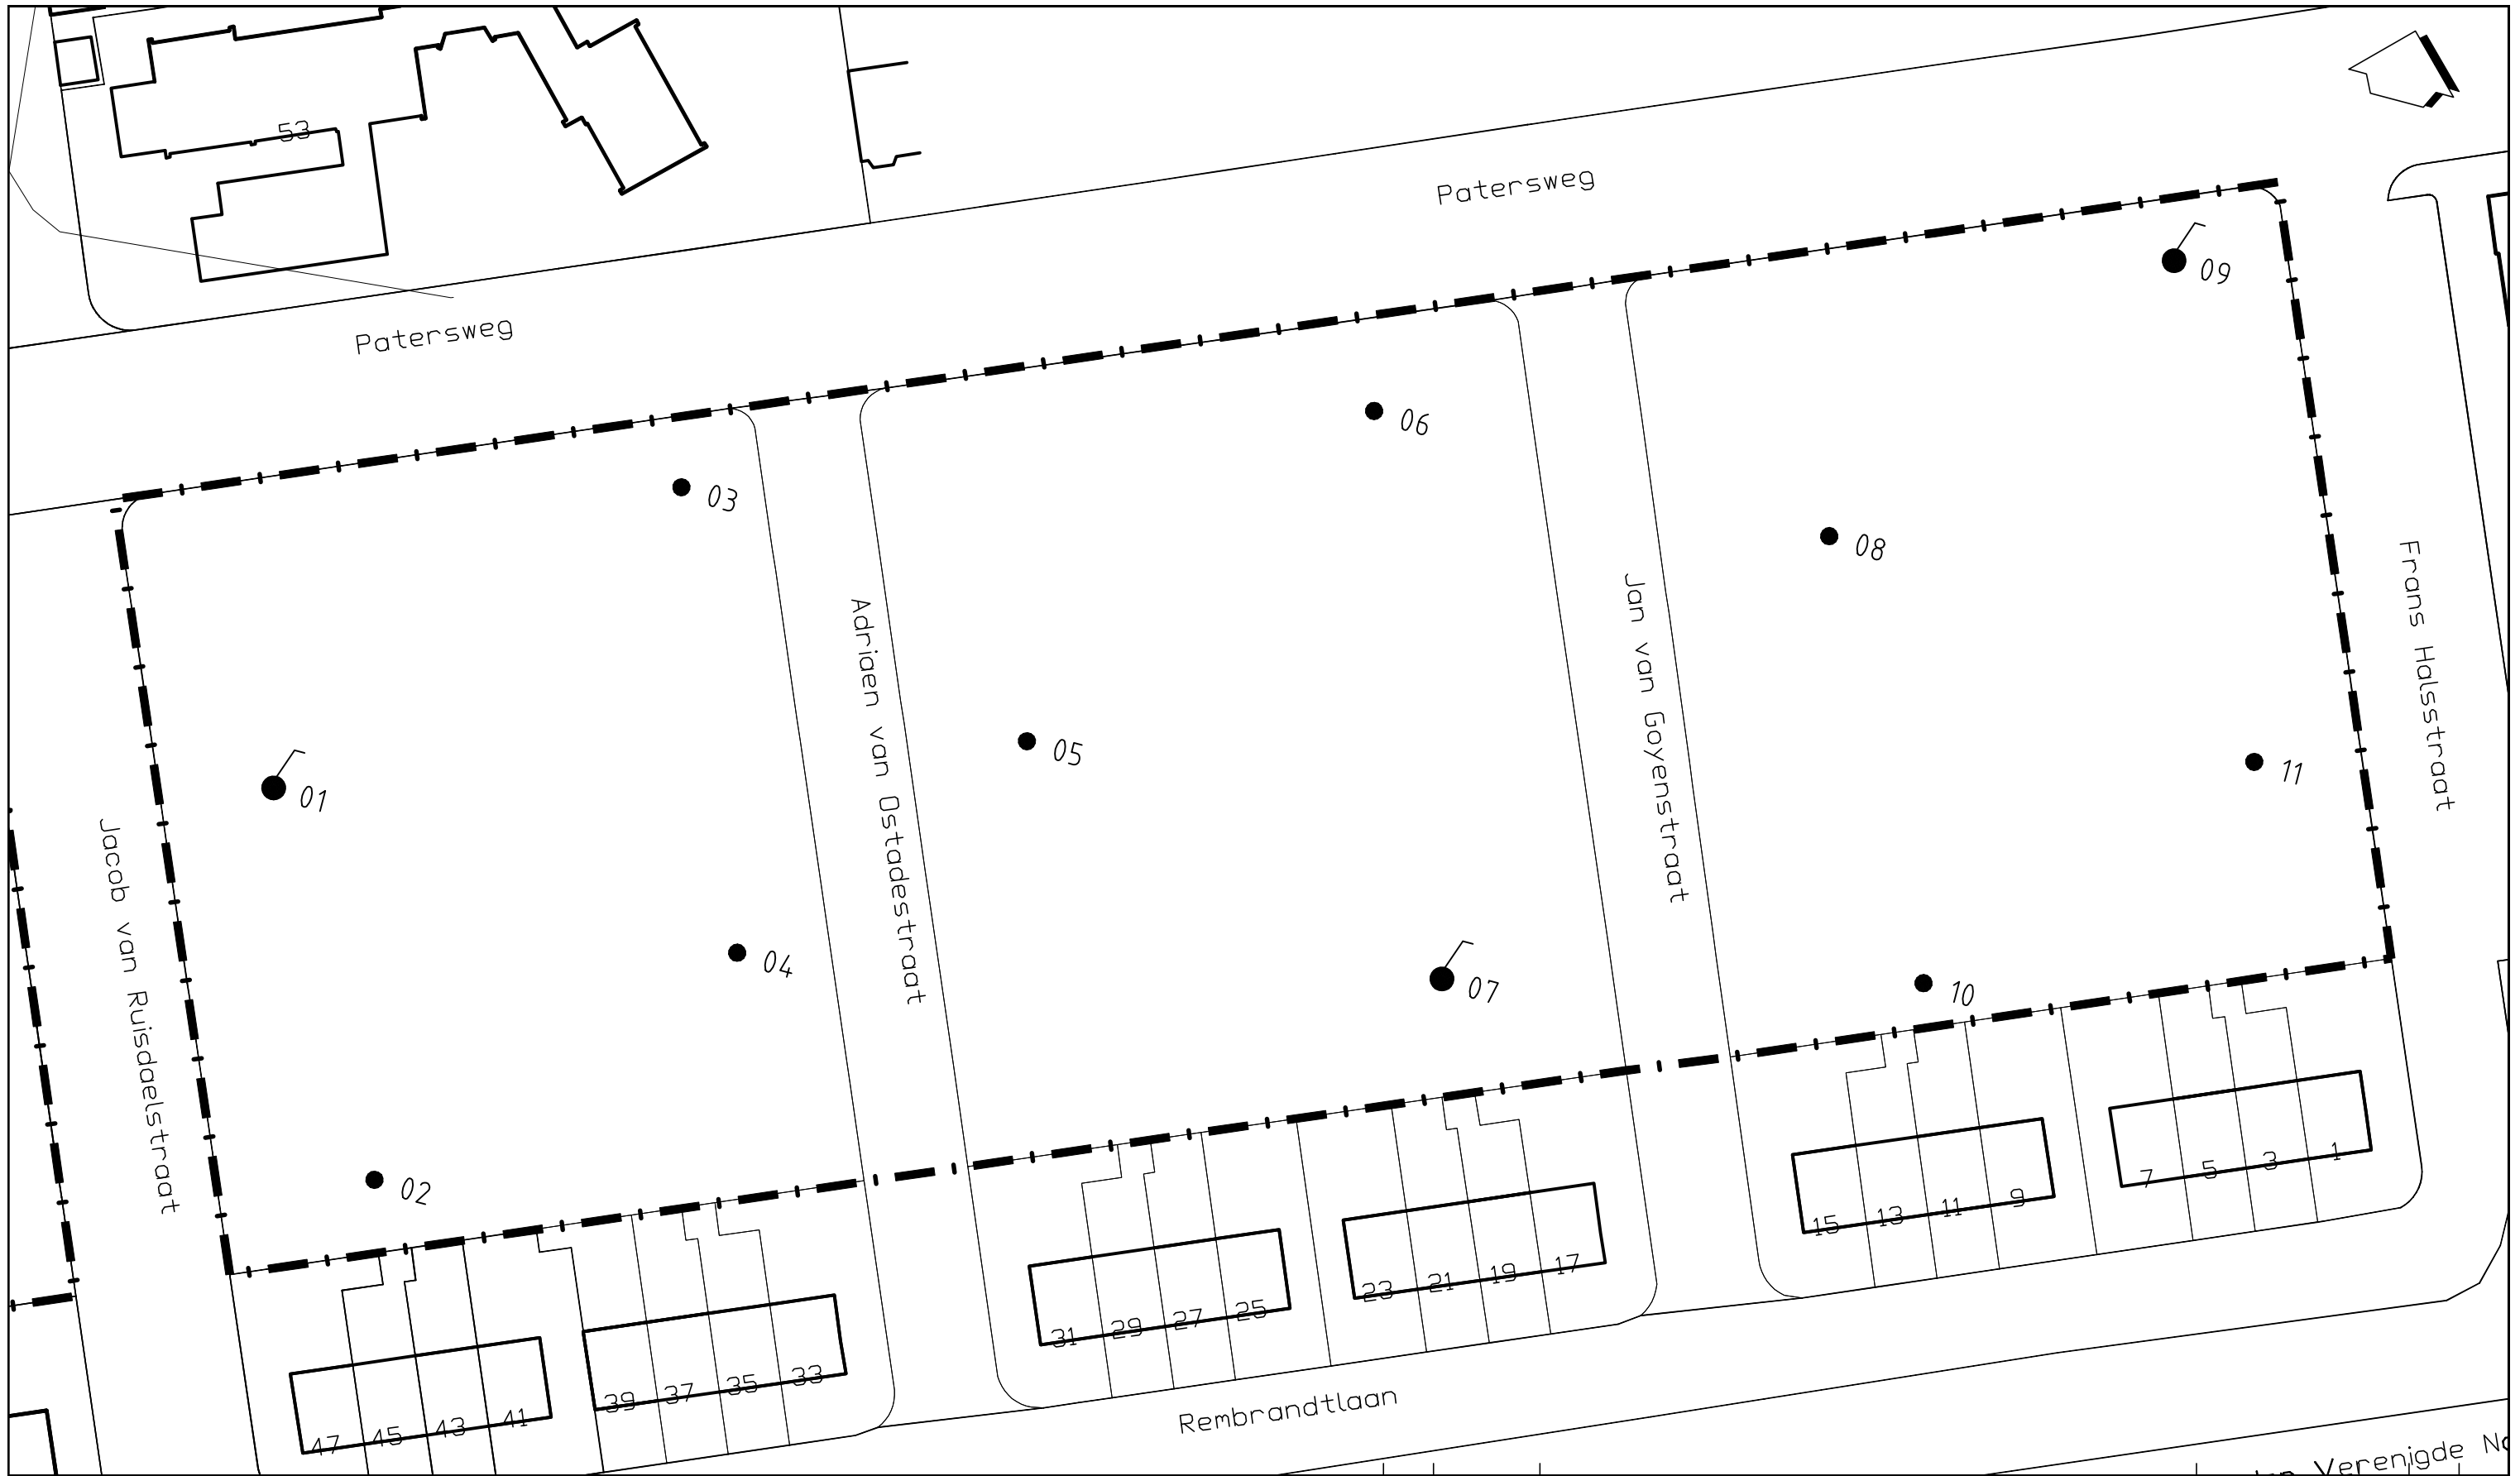 53
Patersweg
Patersweg
09
06
03
08
Frans Halsstraat
Jan van Goyenstraat
Adriaen van Ostadestraat
05
11
01
Jacob van Ruisdaelstraat
04
07
10
02
7 5 3 1
15 13 11 9
23 21 19 17
31 29 27 25
39 37 35 33
47 45 43 41
Rembrandtlaan
Verenigde